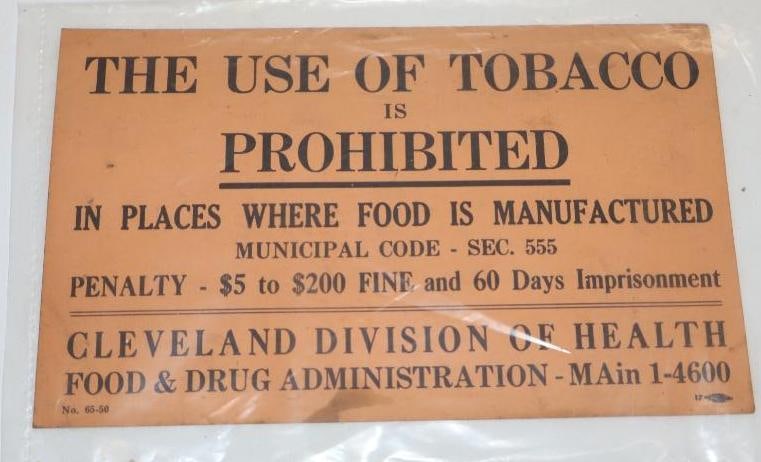 THE USE OF TOBACCO
IS
PROHIBITED
IN PLACES WHERE FOOD IS MANUFACTURED
MUNICIPAL CODE - SEC. 555
PENALTY - $5 to $200 FINE and 60 Days Imprisonment
CLEVELAND DIVISION OF HEALTH
FOOD & DRUG ADMINISTRATION - MAin 1-4600
No. 65-50